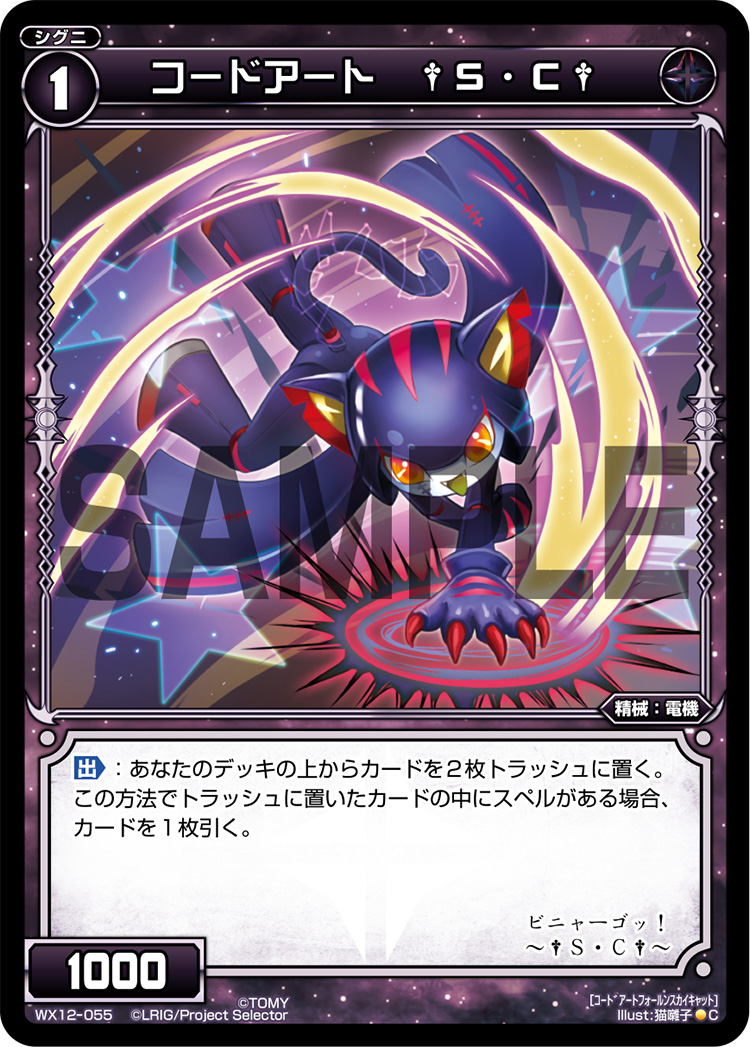 シグニ
1
コードアート †S・C†
SAMPLE
精械：電機
出：あなたのデッキの上からカードを２枚トラッシュに置く。
この方法でトラッシュに置いたカードの中にスペルがある場合、
カードを１枚引く。
ビニャーゴッ！
～†S・C†～
1000
©TOMY
[コードアートフォールンスカイキャット]
WX12-055 ©LRIG/Project Selector
Illust:猫囃子 C